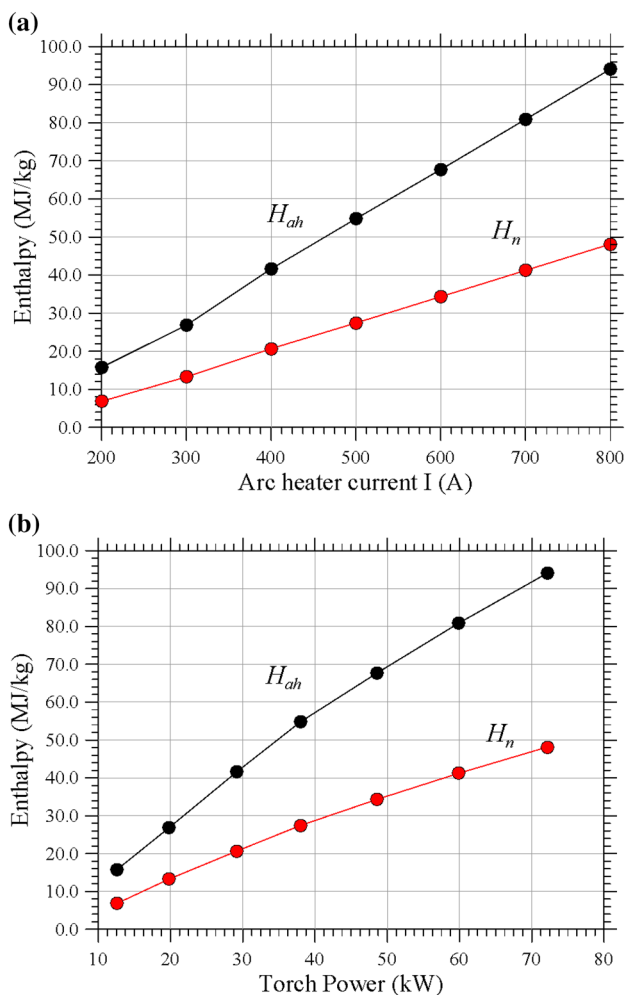 (a)
100.0
90.0
80.0
70.0
60.0
50.0
40.0
30.0
20.0
10.0
0.0
Enthalpy (MJ/kg)
H_ah
H_n
200 300 400 500 600 700 800
Arc heater current I (A)
(b)
100.0
90.0
80.0
70.0
60.0
50.0
40.0
30.0
20.0
10.0
0.0
Enthalpy (MJ/kg)
H_ah
H_n
10 20 30 40 50 60 70 80
Torch Power (kW)